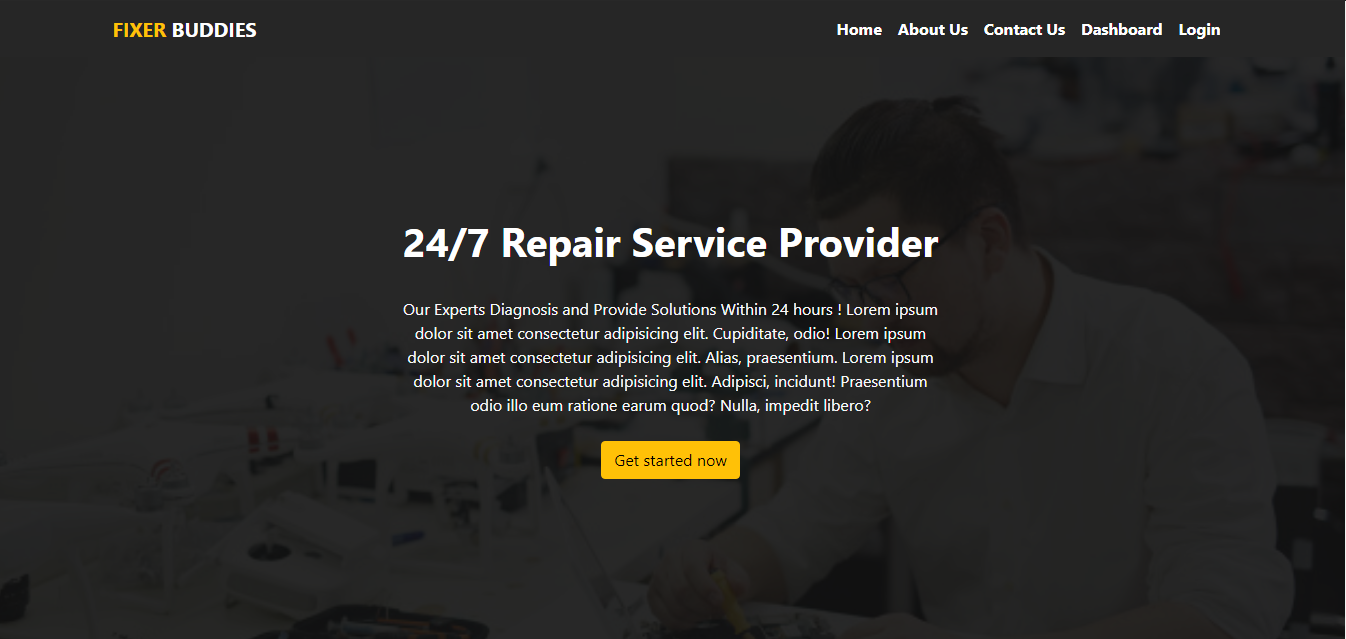 FIXER BUDDIES
Home About Us Contact Us Dashboard Login
24/7 Repair Service Provider
Our Experts Diagnosis and Provide Solutions Within 24 hours ! Lorem ipsum
dolor sit amet consectetur adipisicing elit. Cupiditate, odio! Lorem ipsum
dolor sit amet consectetur adipisicing elit. Alias, praesentium. Lorem ipsum
dolor sit amet consectetur adipisicing elit. Adipisci, incidunt! Praesentium
odio illo eum ratione earum quod? Nulla, impedit libero?
Get started now